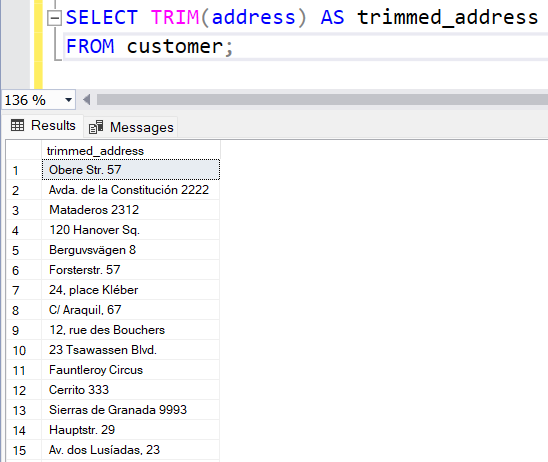 SELECT TRIM(address) AS trimmed_address
FROM customer;
136 %
Results Messages
trimmed_address
1 Obere Str. 57
2 Avda. de la Constitución 2222
3 Mataderos 2312
4 120 Hanover Sq.
5 Berguvsvägen 8
6 Forsterstr. 57
7 24, place Kléber
8 C/ Araquil, 67
9 12, rue des Bouchers
10 23 Tsawassen Blvd.
11 Fauntleroy Circus
12 Cerrito 333
13 Sierras de Granada 9993
14 Hauptstr. 29
15 Av. dos Lusíadas, 23